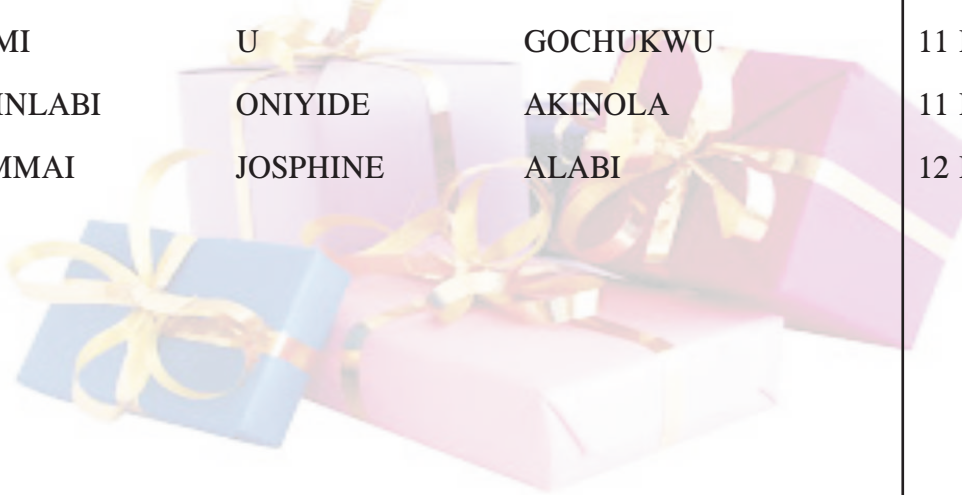 MI U GOCHUKWU 11
INLABI ONIYIDE AKINOLA 11
MMAI JOSPHINE ALABI 12